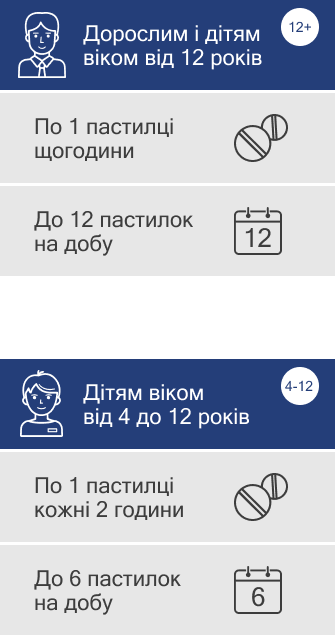 Дорослим і дітям
віком від 12 років
12+
По 1 пастилці
щогодини
До 12 пастилок
на добу
12
Дітям віком
від 4 до 12 років
4-12
По 1 пастилці
кожні 2 години
До 6 пастилок
на добу
6